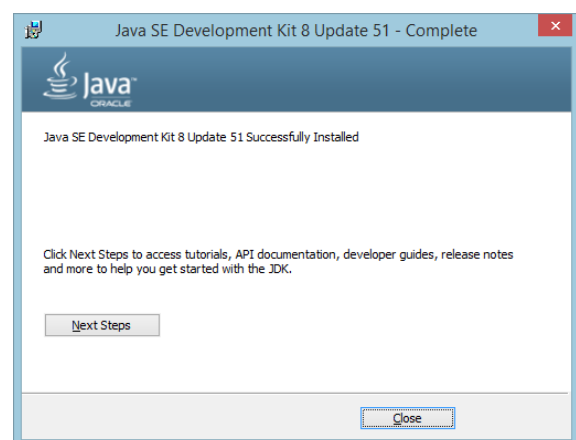 Java SE Development Kit 8 Update 51 - Complete
Java™
ORACLE
Java SE Development Kit 8 Update 51 Successfully Installed
Click Next Steps to access tutorials, API documentation, developer guides, release notes
and more to help you get started with the JDK.
Next Steps
Close